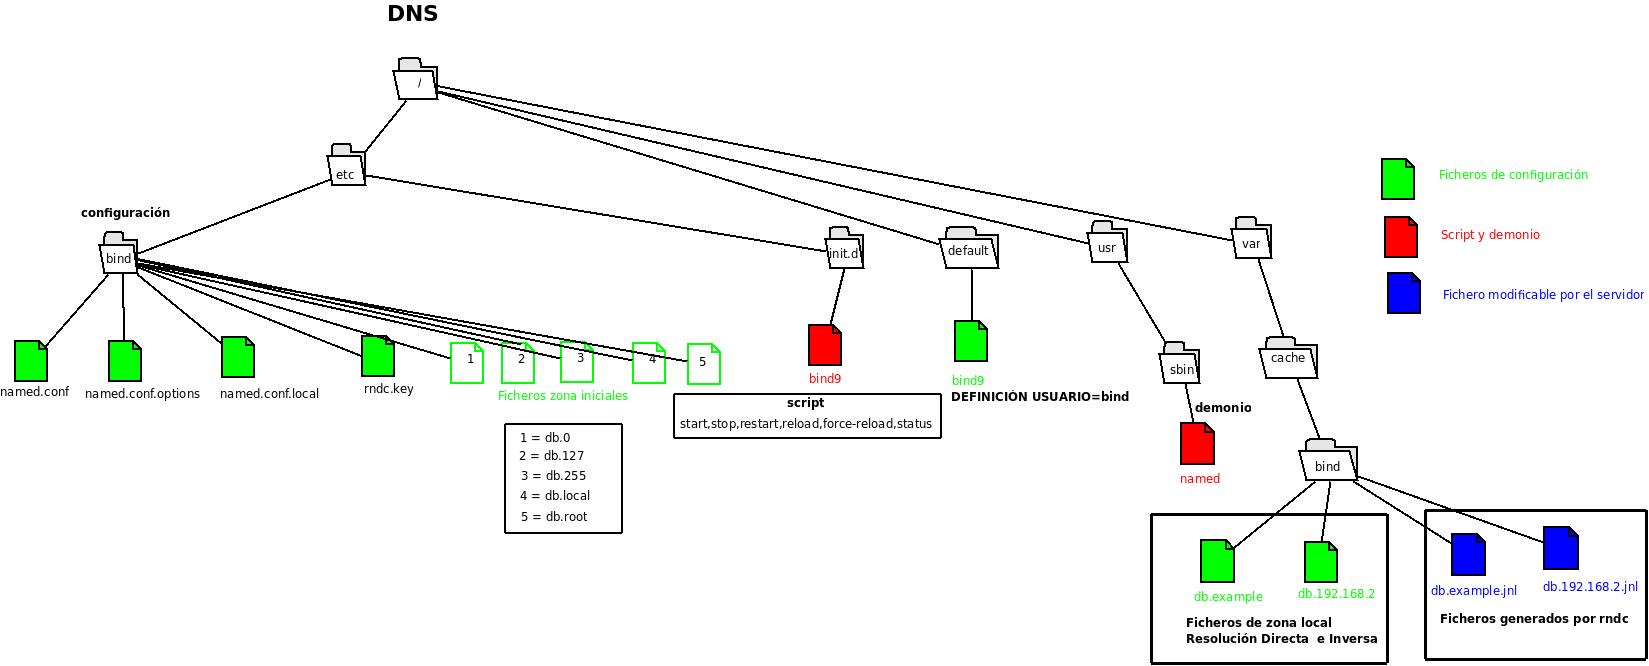 DNS
/
etc
configuración
bind
init.d
default
usr
var
Ficheros de configuración
Script y demonio
Fichero modificable por el servidor
named.conf
named.conf.options
named.conf.local
rndc.key
1
2
3
4
5
Ficheros zona iniciales
1 = db.0
2 = db.127
3 = db.255
4 = db.local
5 = db.root
bind9
script
start,stop,restart,reload,force-reload,status
bind9
DEFINICIÓN USUARIO=bind
sbin
demonio
named
cache
bind
db.example
db.192.168.2
Ficheros de zona local
Resolución Directa e Inversa
db.example.jnl
db.192.168.2.jnl
Ficheros generados por rndc